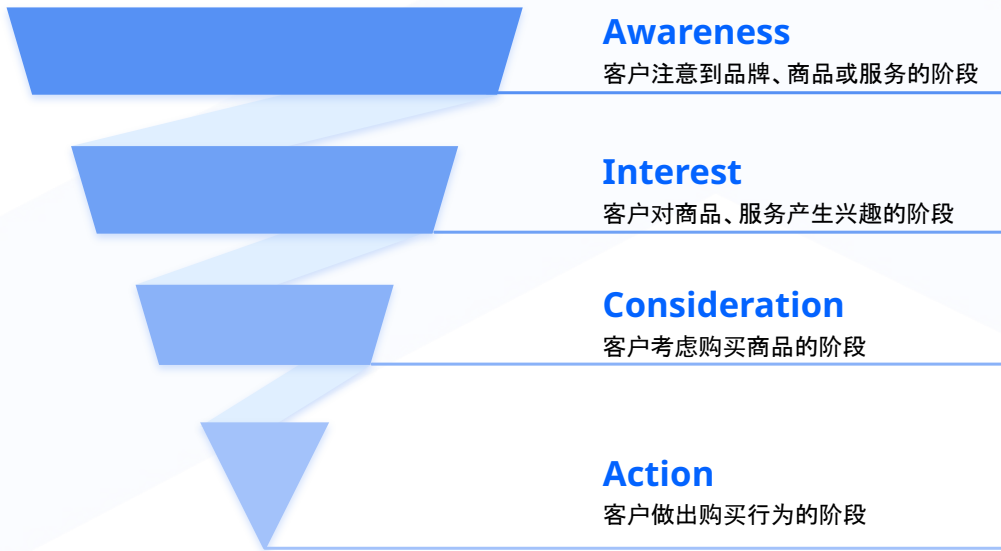 Awareness
客户注意到品牌、商品或服务的阶段
Interest
客户对商品、服务产生兴趣的阶段
Consideration
客户考虑购买商品的阶段
Action
客户做出购买行为的阶段